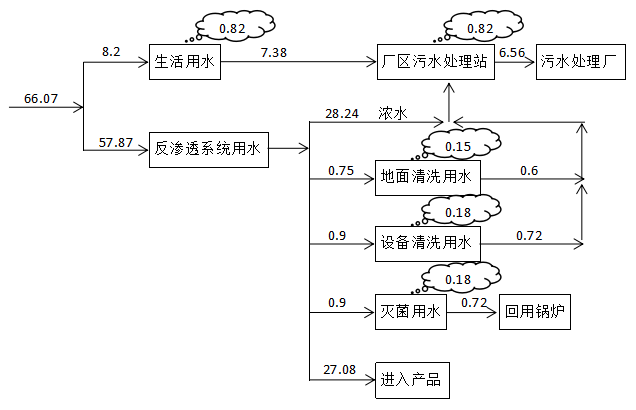 0.82
0.82
8.2
生活用水
7.38
厂区污水处理站
6.56
污水处理厂
66.07
57.87
反渗透系统用水
28.24
浓水
0.15
0.75
地面清洗用水
0.6
0.18
0.9
设备清洗用水
0.72
0.18
0.9
灭菌用水
0.72
回用锅炉
27.08
进入产品